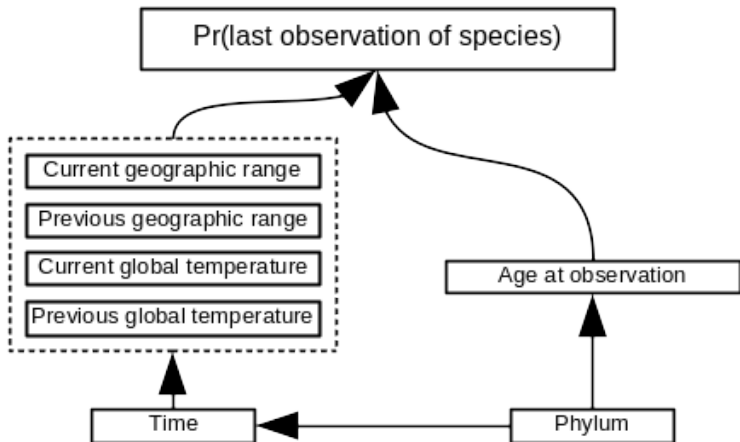 Pr(last observation of species)
Current geographic range
Previous geographic range
Current global temperature
Previous global temperature
Age at observation
Time
Phylum